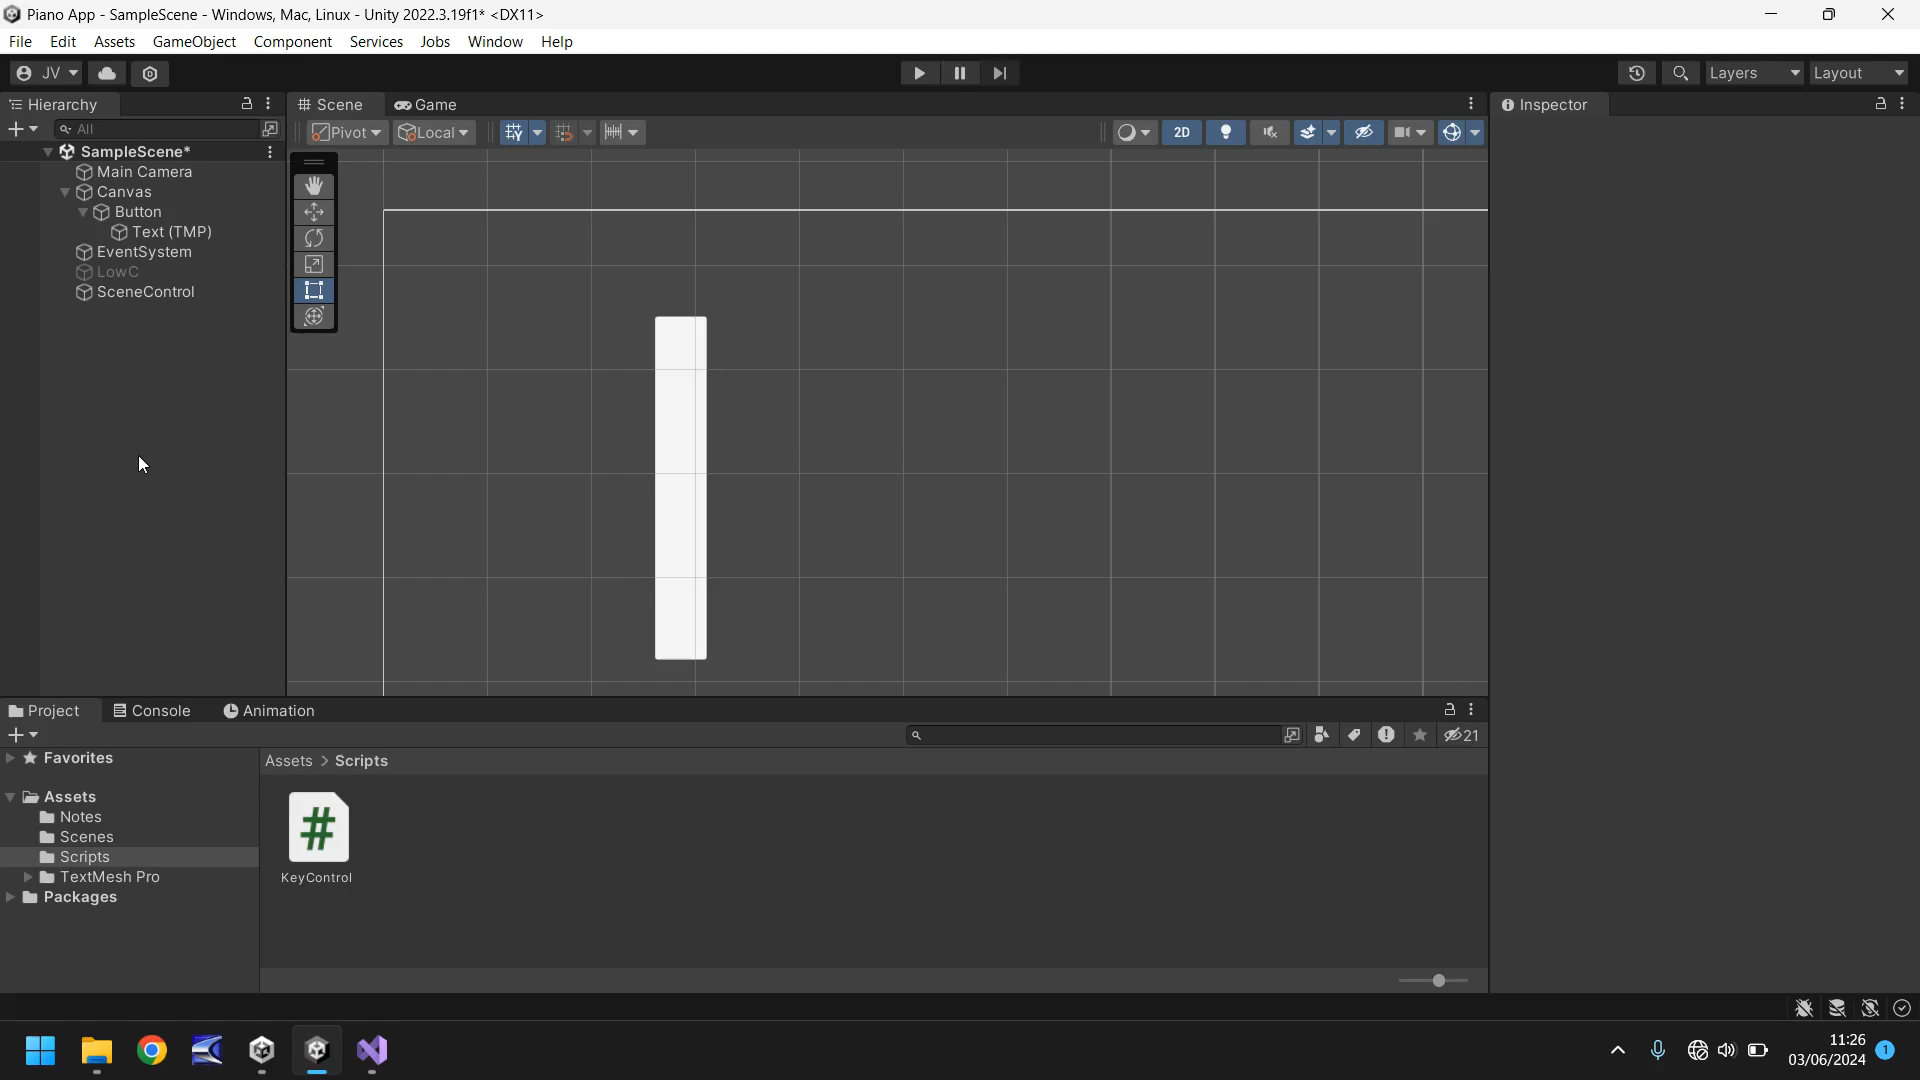 Piano App - SampleScene - Windows, Mac, Linux - Unity 2022.3.19f1* <DX11>
File Edit Assets GameObject Component Services Jobs Window Help
JV Layers Layout
Hierarchy Scene Game Inspector
All Pivot Local 2D
SampleScene*
Main Camera
Canvas
Button
Text (TMP)
EventSystem
LowC
SceneControl
Project Console Animation
21
Favorites
Assets > Scripts
Assets
Notes
Scenes
Scripts
TextMesh Pro
Packages
KeyControl
11:26
03/06/2024
1